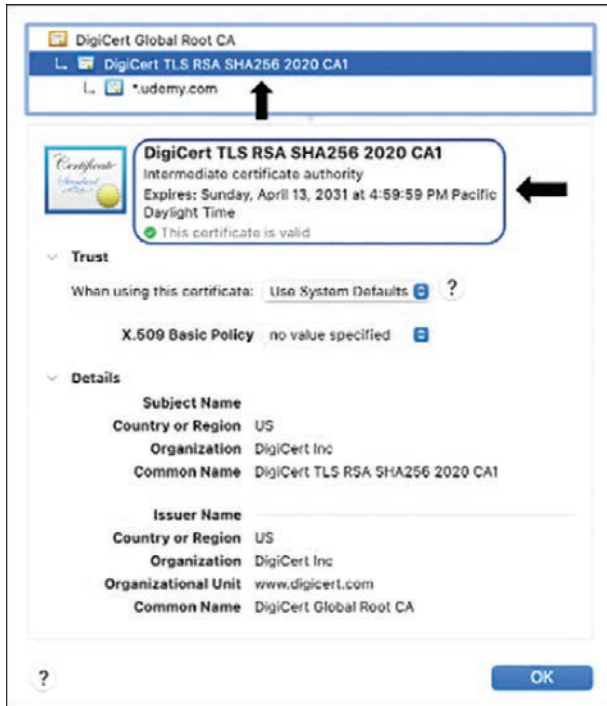 DigiCert Global Root CA
DigiCert TLS RSA SHA256 2020 CA1
*.udemy.com
Certificate
Standard
DigiCert TLS RSA SHA256 2020 CA1
Intermediate certificate authority
Expires: Sunday, April 13, 2031 at 4:59:59 PM Pacific
Daylight Time
This certificate is valid
Trust
When using this certificate: Use System Defaults ?
X.509 Basic Policy no value specified
Details
Subject Name
Country or Region US
Organization DigiCert Inc
Common Name DigiCert TLS RSA SHA256 2020 CA1
Issuer Name
Country or Region US
Organization DigiCert Inc
Organizational Unit www.digicert.com
Common Name DigiCert Global Root CA
? OK